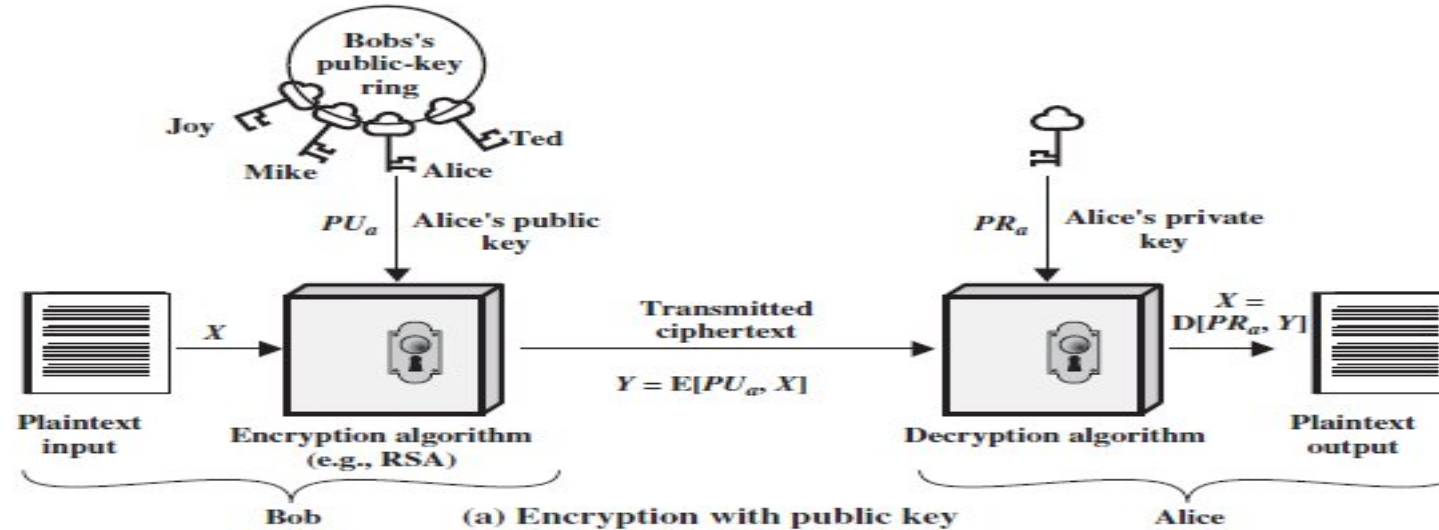 Bobs's
public-key
ring
Joy
Ted
Mike
Alice
PUa
Alice's public
key
PRa
Alice's private
key
X
Transmitted
ciphertext
Y = E[PUa, X]
X =
D[PRa, Y]
Plaintext
input
Encryption algorithm
(e.g., RSA)
Decryption algorithm
Plaintext
output
Bob
(a) Encryption with public key
Alice